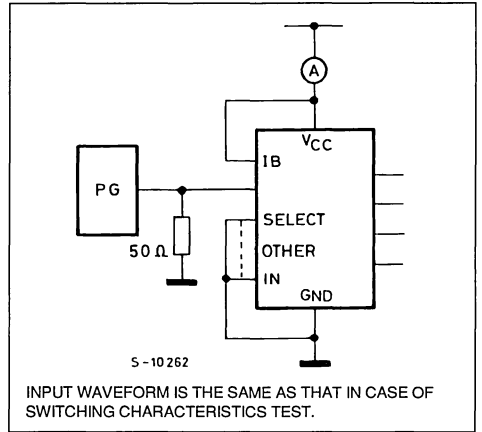 A
VCC
IB
PG
SELECT
50Ω
OTHER
IN
GND
S-10262
INPUT WAVEFORM IS THE SAME AS THAT IN CASE OF
SWITCHING CHARACTERISTICS TEST.